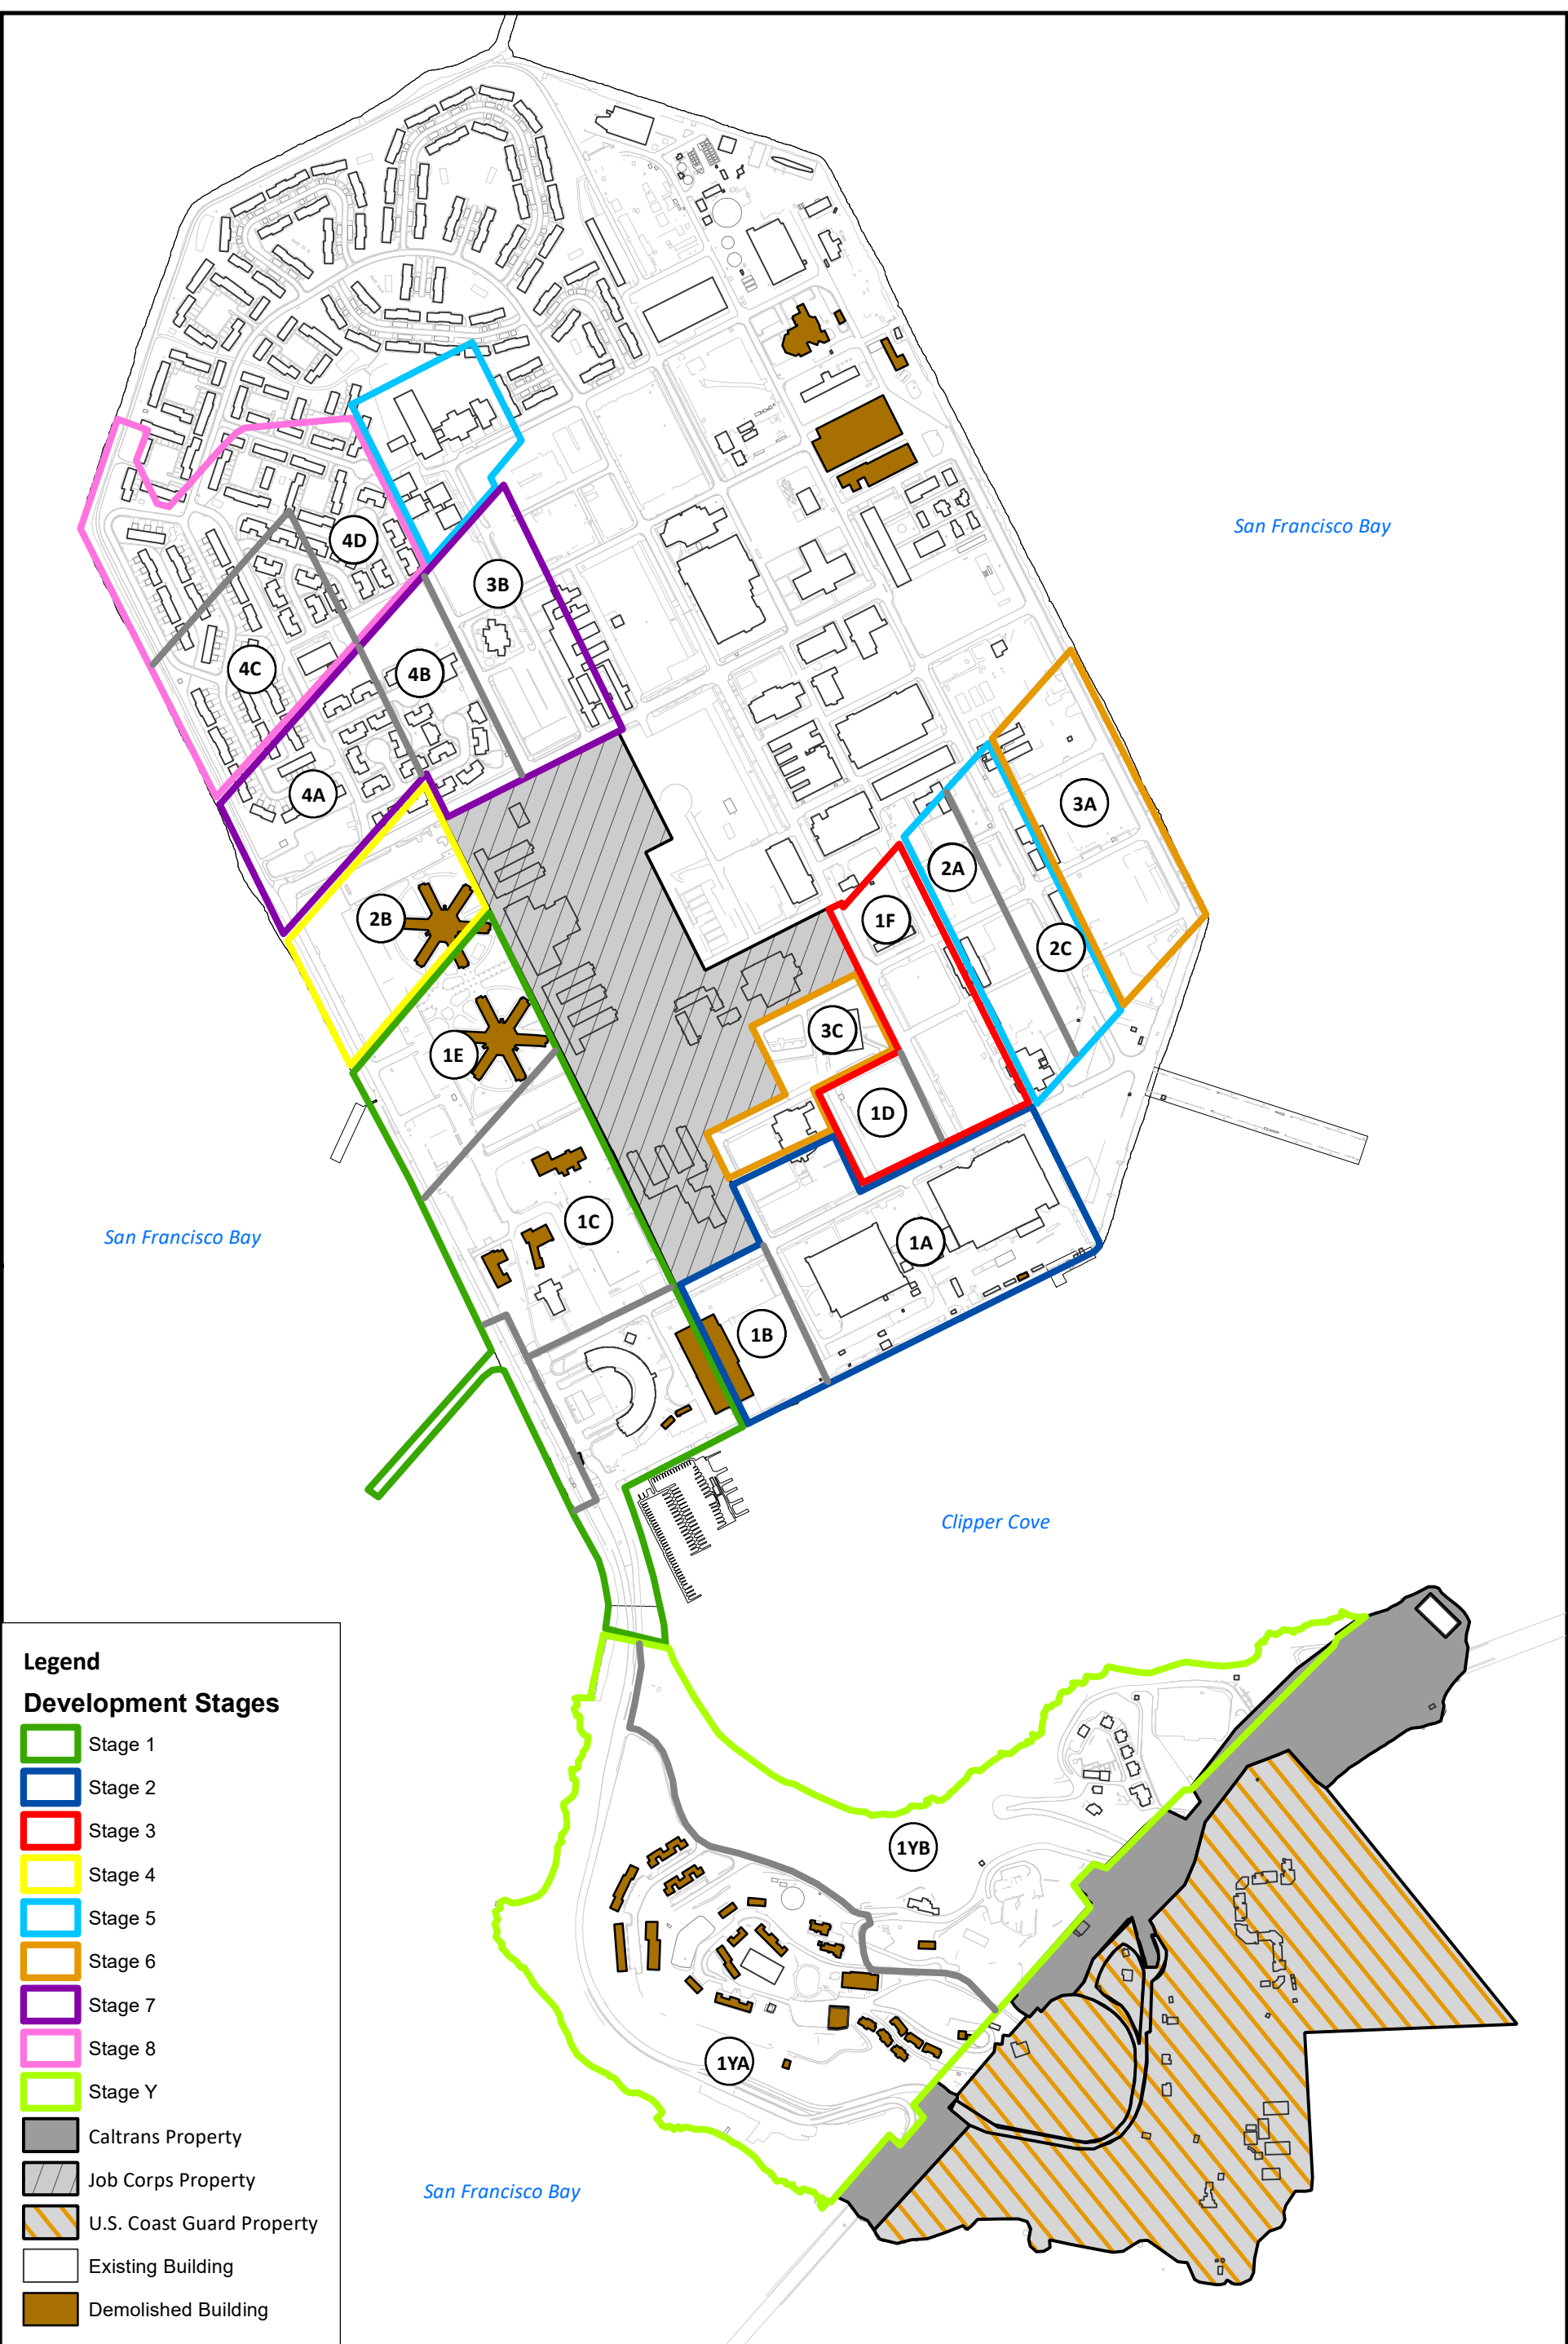 4D
3B
4C
4B
4A
3A
2A
2B
1F
2C
3C
1E
1D
1C
1A
1B
San Francisco Bay
San Francisco Bay
Clipper Cove
1YB
1YA
San Francisco Bay
Legend
Development Stages
Stage 1
Stage 2
Stage 3
Stage 4
Stage 5
Stage 6
Stage 7
Stage 8
Stage Y
Caltrans Property
Job Corps Property
U.S. Coast Guard Property
Existing Building
Demolished Building